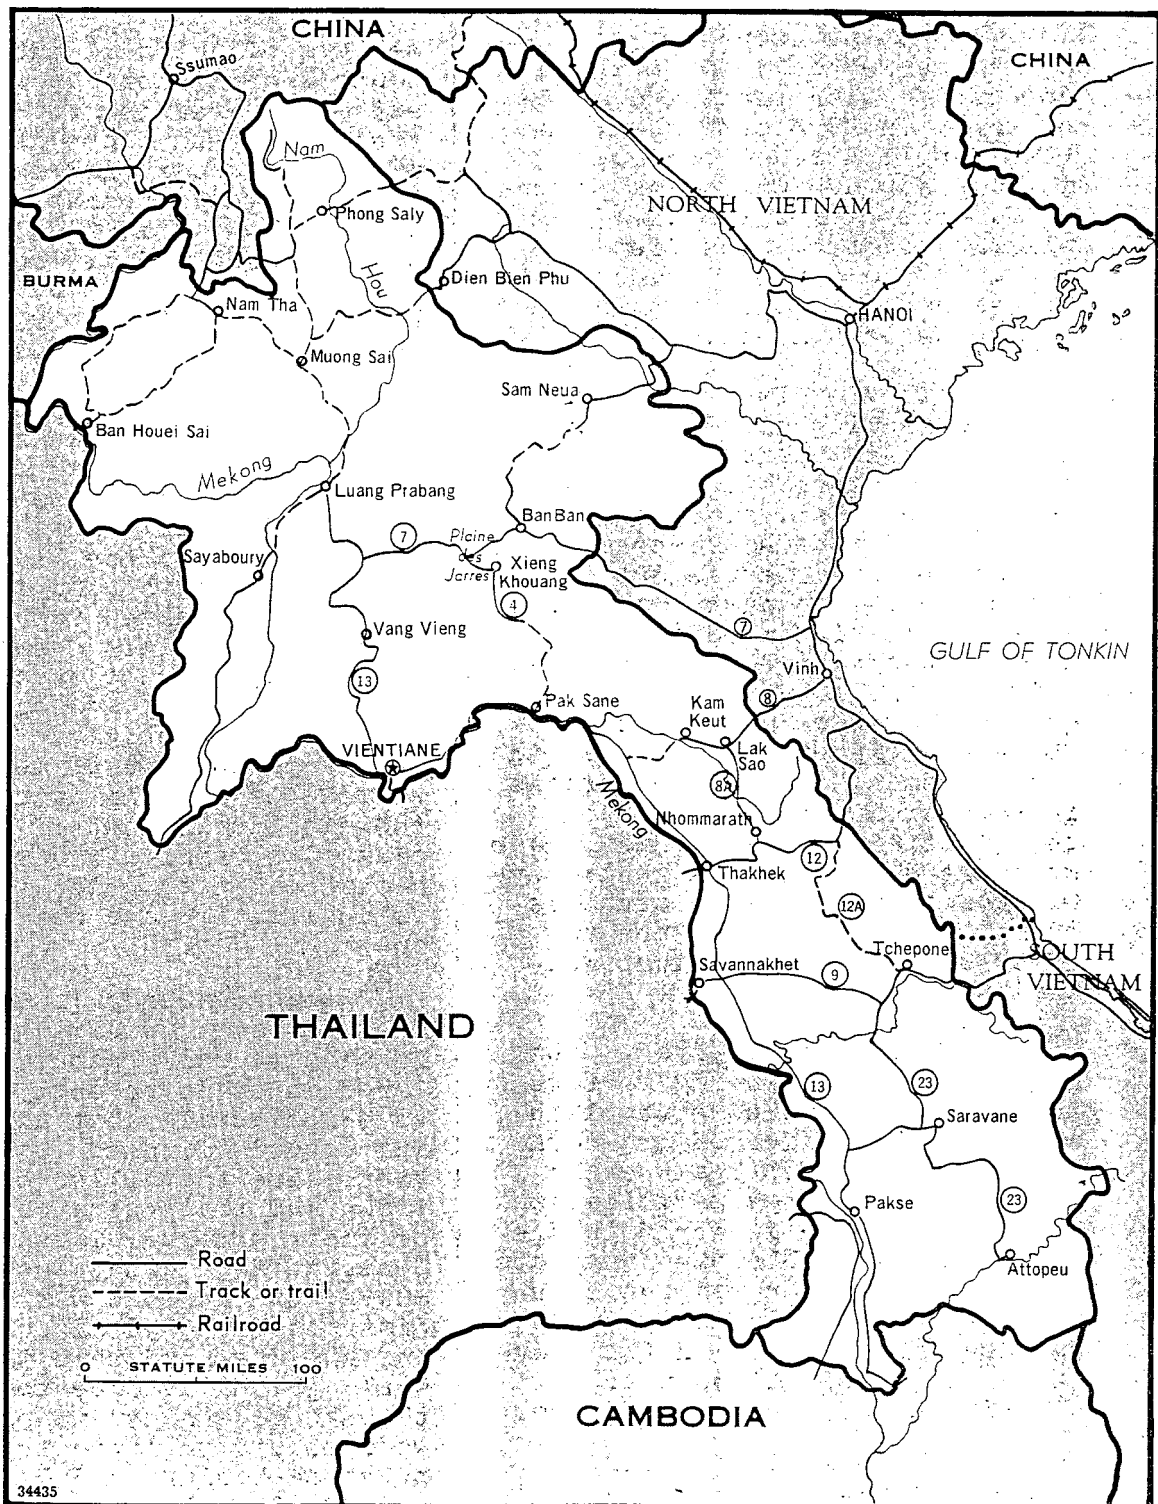 CHINA
Ssumao
CHINA
Nam
NORTH VIETNAM
Phong Saly
Hou
BURMA
Dien Bien Phu
Nam Tha
HANOI
Muong Sai
Sam Neua
Ban Houei Sai
Mekong
Luang Prabang
Ban Ban
7
Plaine
des
Jarres
Xieng
Khouang
Sayaboury
4
7
Vang Vieng
GULF OF TONKIN
Vinh
13
8
Pak Sane
Kam
Keut
VIENTIANE
Lak
Sao
8A
Mekong
Nhommarath
12
Thakhek
12A
Tchepone
SOUTH
VIETNAM
Savannakhet
9
THAILAND
13
23
Saravane
Pakse
23
Attopeu
Road
Track or trail
Railroad
0 STATUTE MILES 100
CAMBODIA
34435